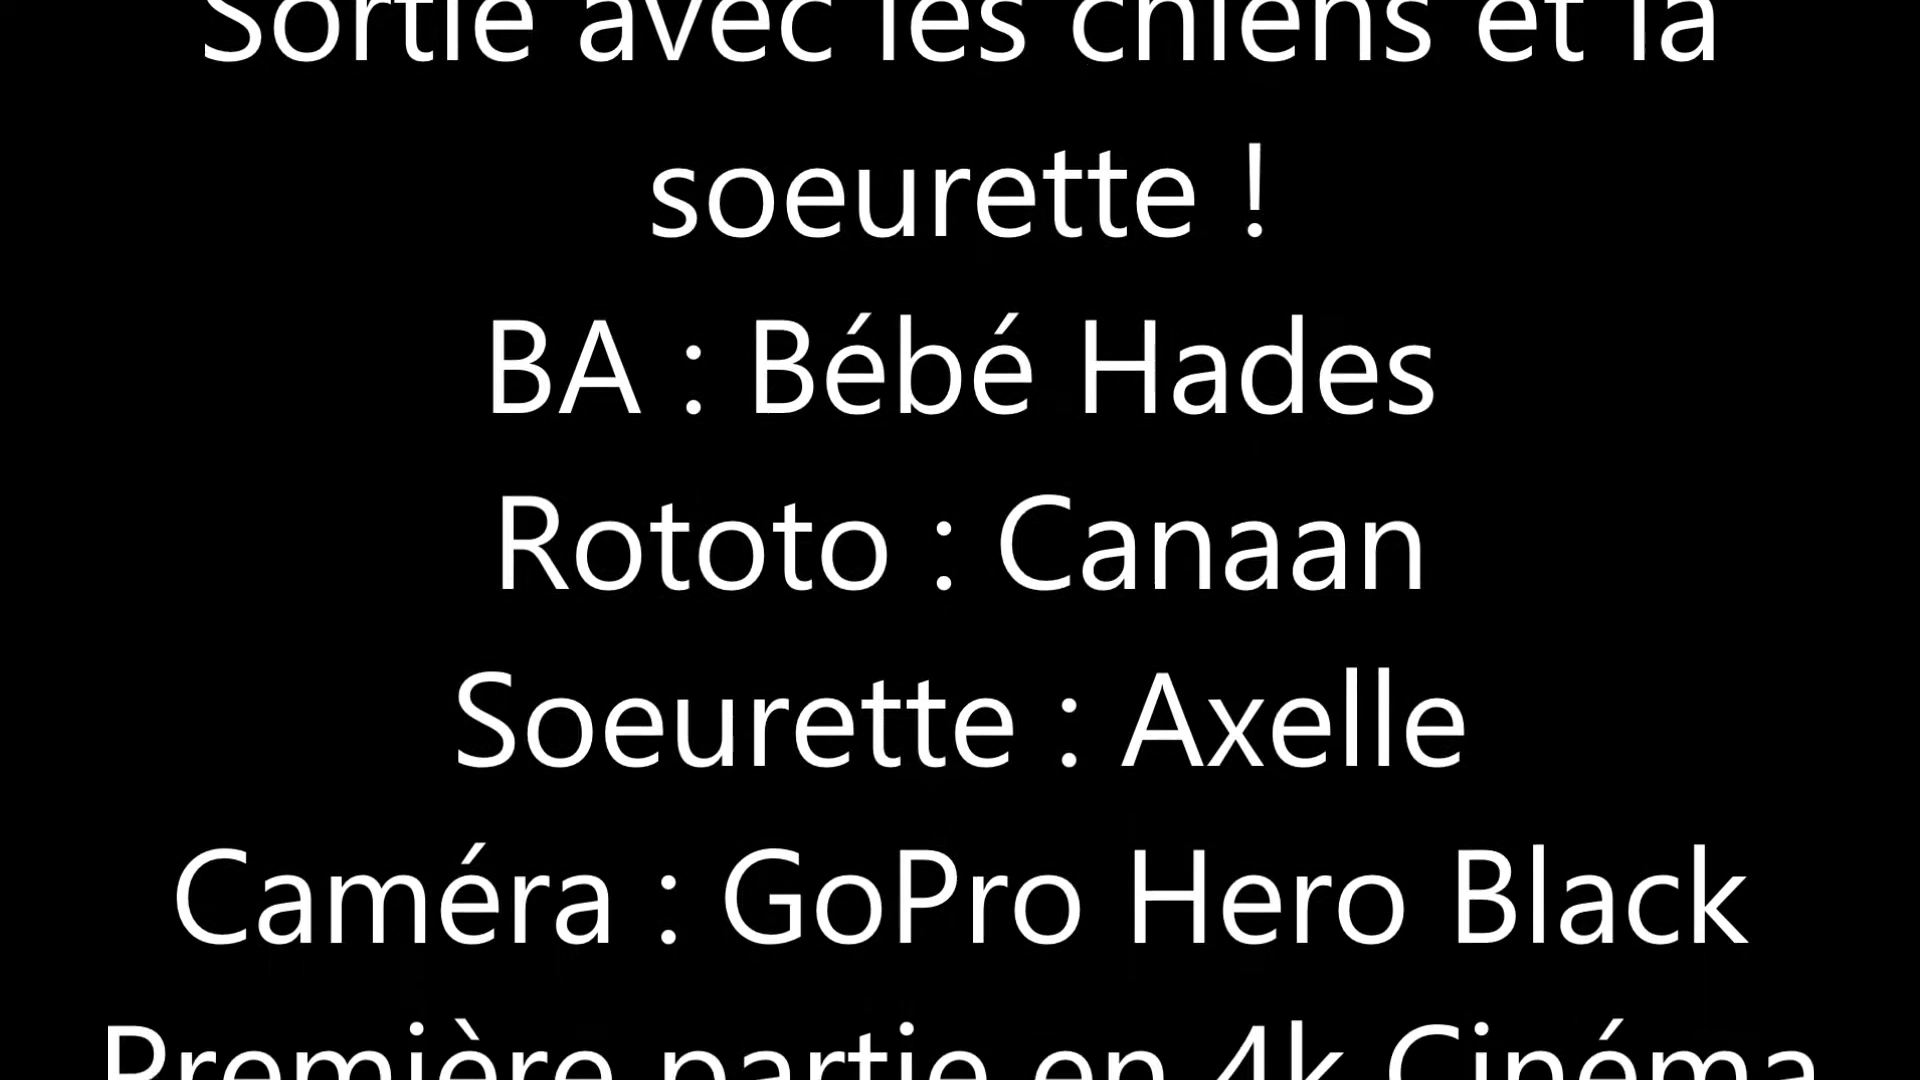 Sortie avec les chiens et la
soeurette !
BA : Bébé Hades
Rototo : Canaan
Soeurette : Axelle
Caméra : GoPro Hero Black
Première partie en 4k Cinéma